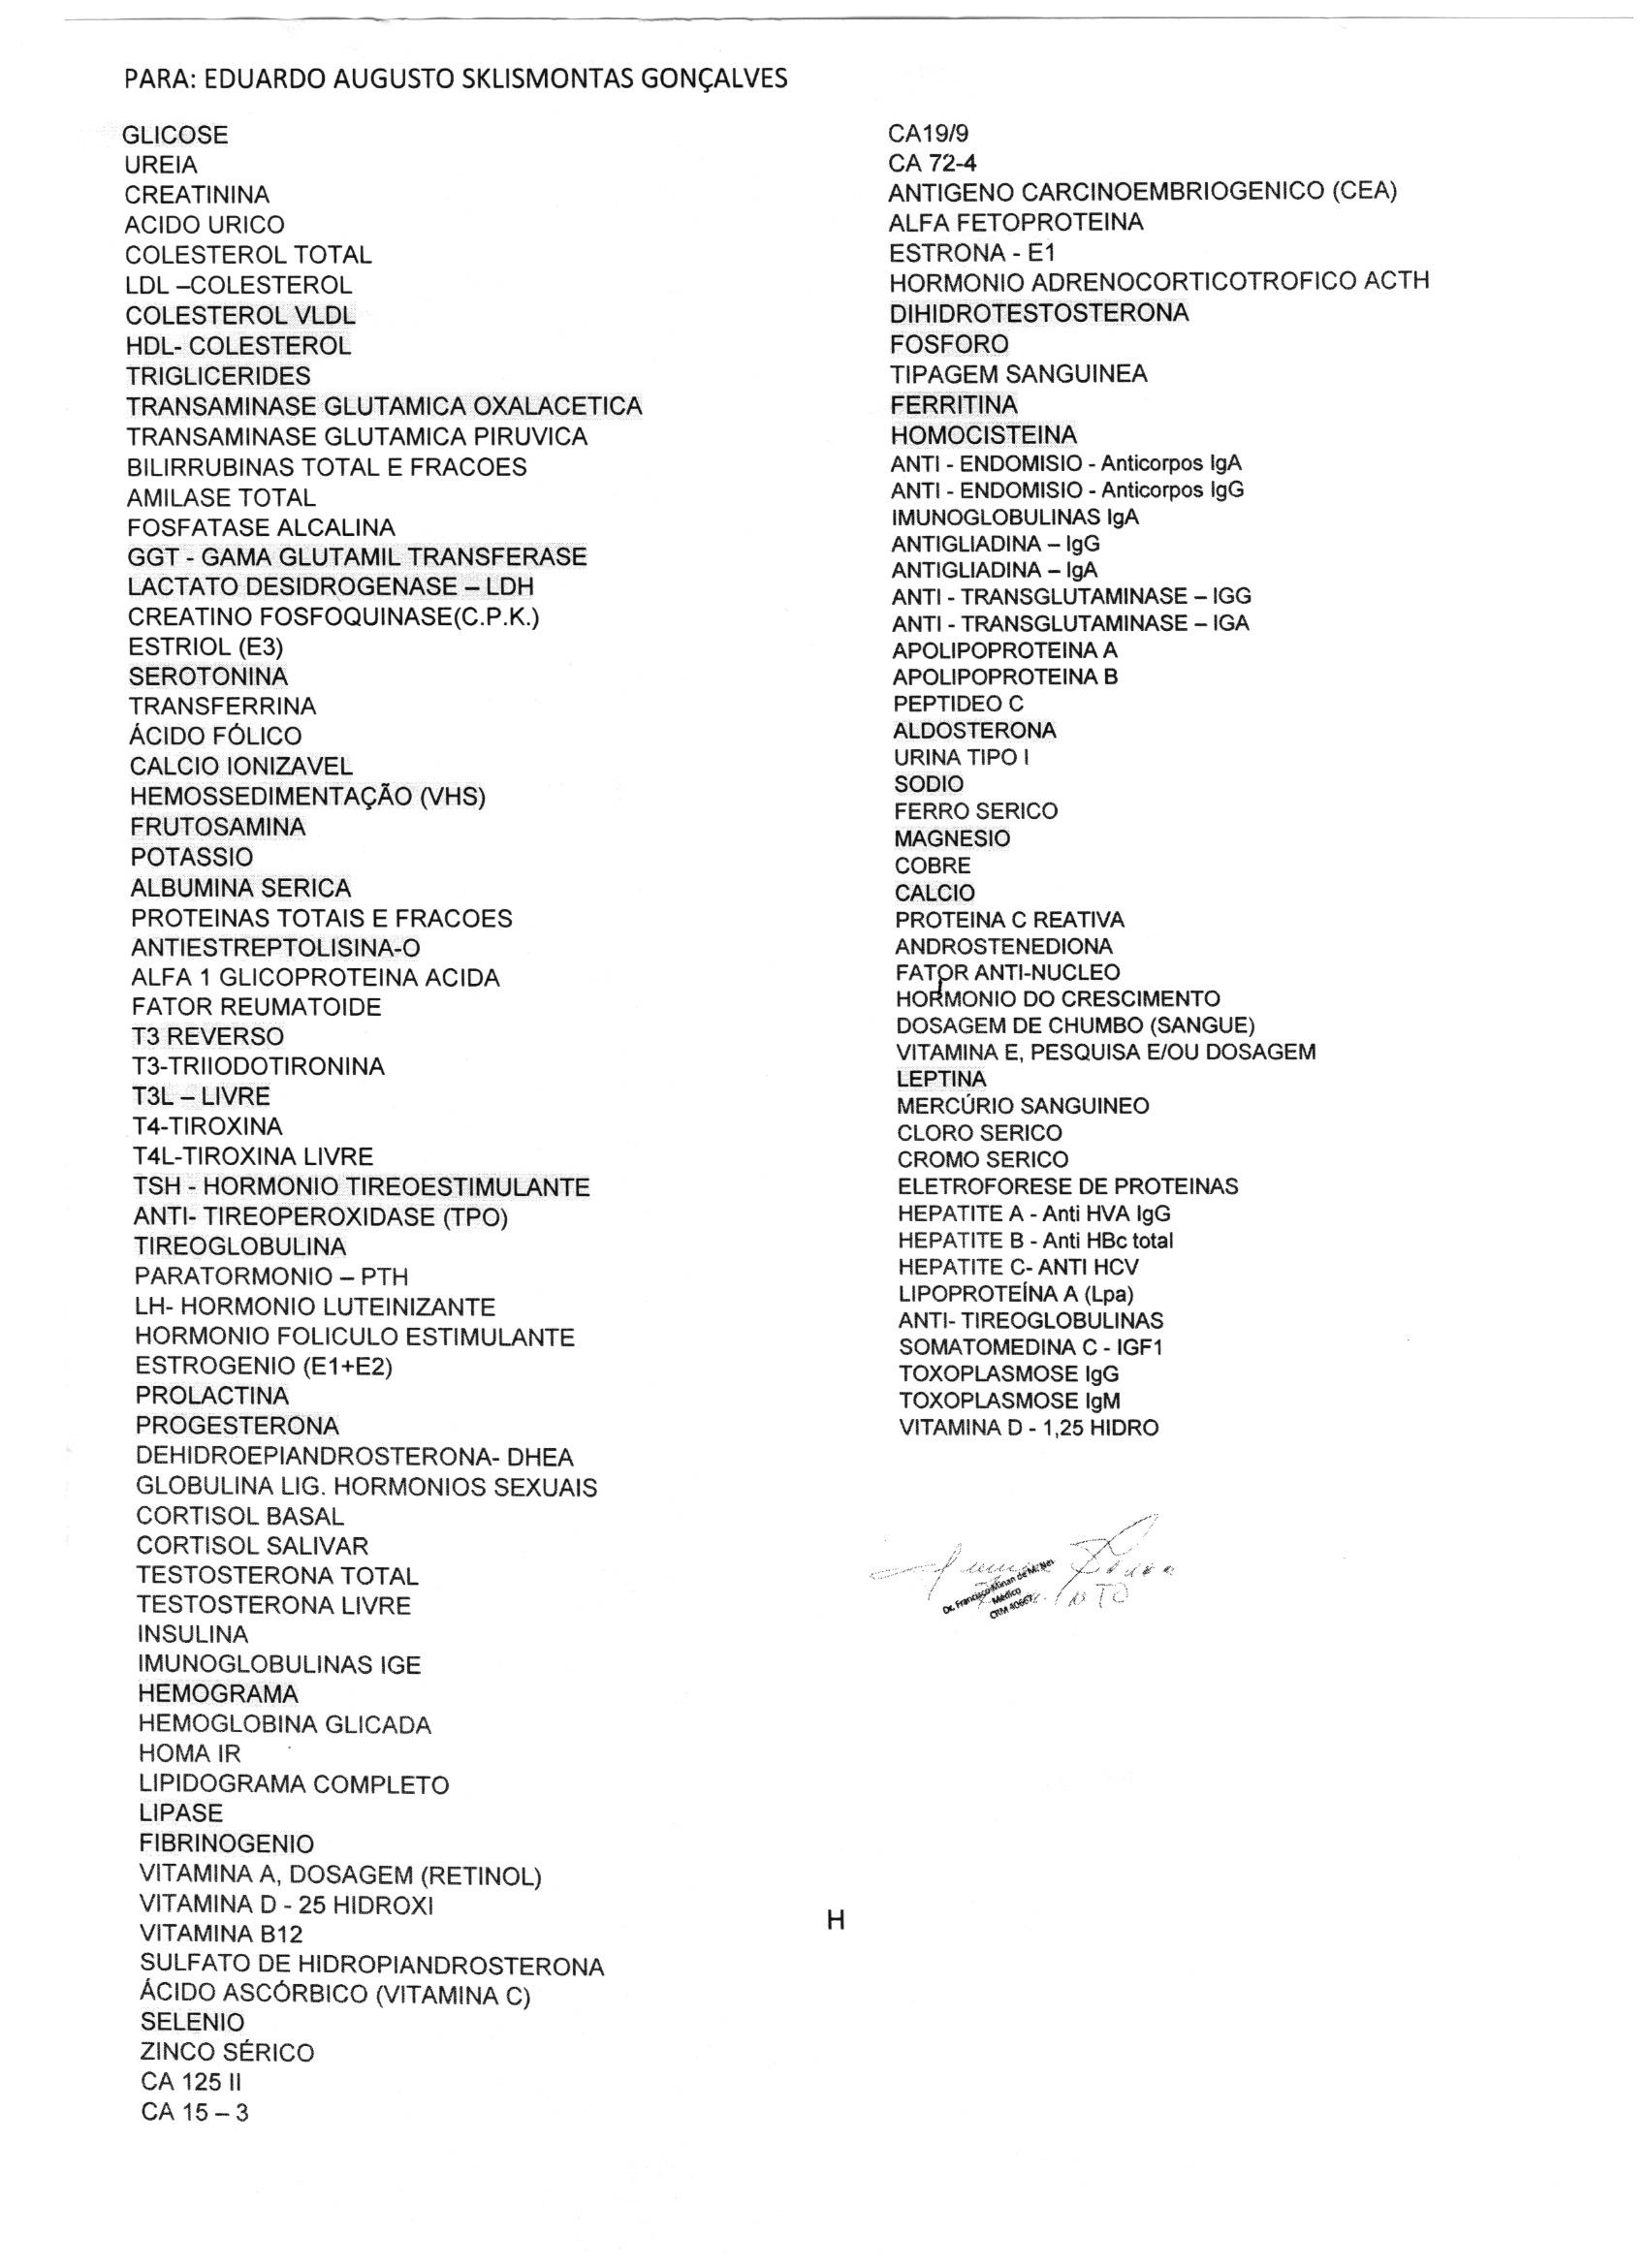 PARA: EDUARDO AUGUSTO SKLISMONTAS GONÇALVES
GLICOSE
UREIA
CREATININA
ACIDO URICO
COLESTEROL TOTAL
LDL –COLESTEROL
COLESTEROL VLDL
HDL- COLESTEROL
TRIGLICERIDES
TRANSAMINASE GLUTAMICA OXALACETICA
TRANSAMINASE GLUTAMICA PIRUVICA
BILIRRUBINAS TOTAL E FRACOES
AMILASE TOTAL
FOSFATASE ALCALINA
GGT - GAMA GLUTAMIL TRANSFERASE
LACTATO DESIDROGENASE – LDH
CREATINO FOSFOQUINASE(C.P.K.)
ESTRIOL (E3)
SEROTONINA
TRANSFERRINA
ÁCIDO FÓLICO
CALCIO IONIZAVEL
HEMOSSEDIMENTAÇÃO (VHS)
FRUTOSAMINA
POTASSIO
ALBUMINA SERICA
PROTEINAS TOTAIS E FRACOES
ANTIESTREPTOLISINA-O
ALFA 1 GLICOPROTEINA ACIDA
FATOR REUMATOIDE
T3 REVERSO
T3-TRIIODOTIRONINA
T3L – LIVRE
T4-TIROXINA
T4L-TIROXINA LIVRE
TSH - HORMONIO TIREOESTIMULANTE
ANTI- TIREOPEROXIDASE (TPO)
TIREOGLOBULINA
PARATORMONIO – PTH
LH- HORMONIO LUTEINIZANTE
HORMONIO FOLICULO ESTIMULANTE
ESTROGENIO (E1+E2)
PROLACTINA
PROGESTERONA
DEHIDROEPIANDROSTERONA- DHEA
GLOBULINA LIG. HORMONIOS SEXUAIS
CORTISOL BASAL
CORTISOL SALIVAR
TESTOSTERONA TOTAL
TESTOSTERONA LIVRE
INSULINA
IMUNOGLOBULINAS IGE
HEMOGRAMA
HEMOGLOBINA GLICADA
HOMA IR
LIPIDOGRAMA COMPLETO
LIPASE
FIBRINOGENIO
VITAMINA A, DOSAGEM (RETINOL)
VITAMINA D - 25 HIDROXI
VITAMINA B12
SULFATO DE HIDROPIANDROSTERONA
ÁCIDO ASCÓRBICO (VITAMINA C)
SELENIO
ZINCO SÉRICO
CA 125 II
CA 15 – 3
CA19/9
CA 72-4
ANTIGENO CARCINOEMBRIOGENICO (CEA)
ALFA FETOPROTEINA
ESTRONA - E1
HORMONIO ADRENOCORTICOTROFICO ACTH
DIHIDROTESTOSTERONA
FOSFORO
TIPAGEM SANGUINEA
FERRITINA
HOMOCISTEINA
ANTI - ENDOMISIO - Anticorpos IgA
ANTI - ENDOMISIO - Anticorpos IgG
IMUNOGLOBULINAS IgA
ANTIGLIADINA – IgG
ANTIGLIADINA – IgA
ANTI - TRANSGLUTAMINASE – IGG
ANTI - TRANSGLUTAMINASE – IGA
APOLIPOPROTEINA A
APOLIPOPROTEINA B
PEPTIDEO C
ALDOSTERONA
URINA TIPO I
SODIO
FERRO SERICO
MAGNESIO
COBRE
CALCIO
PROTEINA C REATIVA
ANDROSTENEDIONA
FATOR ANTI-NUCLEO
HORMONIO DO CRESCIMENTO
DOSAGEM DE CHUMBO (SANGUE)
VITAMINA E, PESQUISA E/OU DOSAGEM
LEPTINA
MERCÚRIO SANGUINEO
CLORO SERICO
CROMO SERICO
ELETROFORESE DE PROTEINAS
HEPATITE A - Anti HVA IgG
HEPATITE B - Anti HBc total
HEPATITE C- ANTI HCV
LIPOPROTEÍNA A (Lpa)
ANTI- TIREOGLOBULINAS
SOMATOMEDINA C - IGF1
TOXOPLASMOSE IgG
TOXOPLASMOSE IgM
VITAMINA D - 1,25 HIDRO
Dr. Francisco de M.
Médico
CRM 40667
H